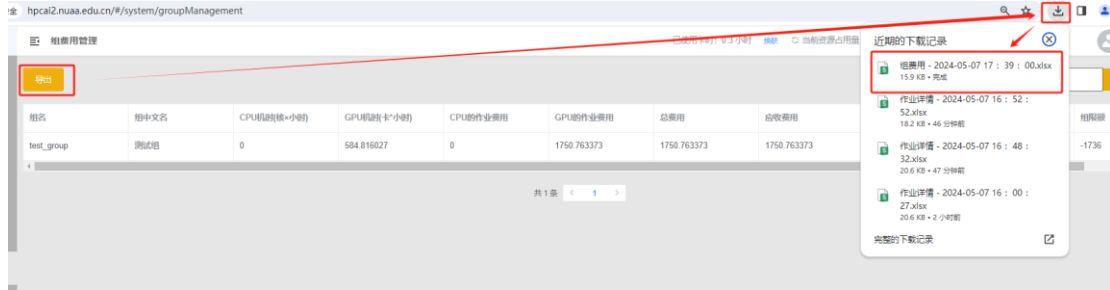 hpcai2.nuaa.edu.cn/#/system/groupManagement
组费用管理
当前资源占用量
导出
组名 组中文名 CPU机时(核×小时) GPU机时(卡*小时) CPU的作业费用 GPU的作业费用 总费用 应收费用 组限额
test_group 测试组 0 584.816027 0 1750.763373 1750.763373 1750.763373 -1736
共 1 条 < 1 >
近期的下载记录
组费用 - 2024-05-07 17：39：00.xlsx
15.9 KB • 完成
作业详情 - 2024-05-07 16：52：
52.xlsx
18.2 KB • 46 分钟前
作业详情 - 2024-05-07 16：48：
32.xlsx
20.6 KB • 47 分钟前
作业详情 - 2024-05-07 16：00：
27.xlsx
20.6 KB • 2 小时前
完整的下载记录